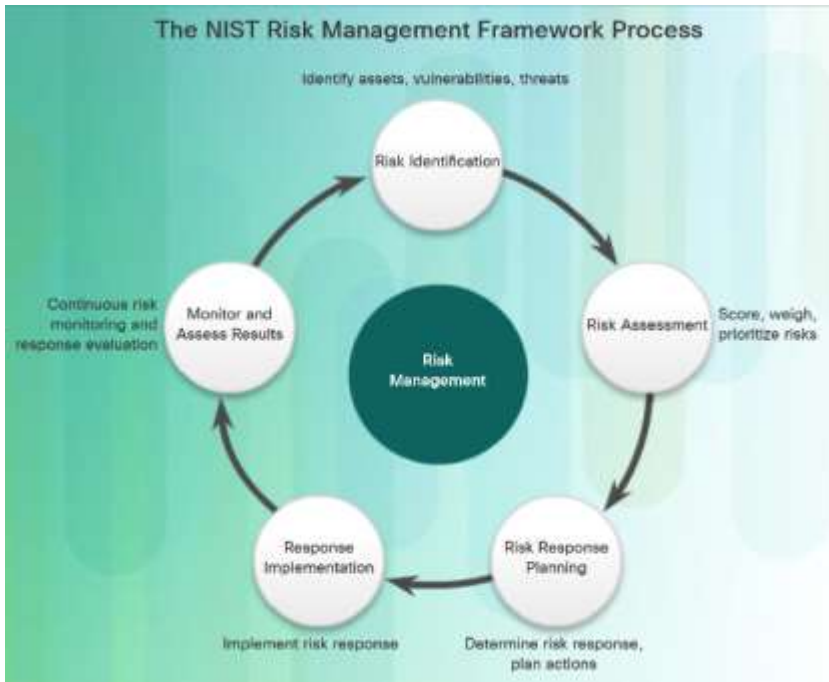 The NIST Risk Management Framework Process
Identify assets, vulnerabilities, threats
Risk Identification
Risk Assessment
Score, weigh,
prioritize risks
Risk Response
Planning
Determine risk response,
plan actions
Response
Implementation
Implement risk response
Monitor and
Assess Results
Continuous risk
monitoring and
response evaluation
Risk
Management